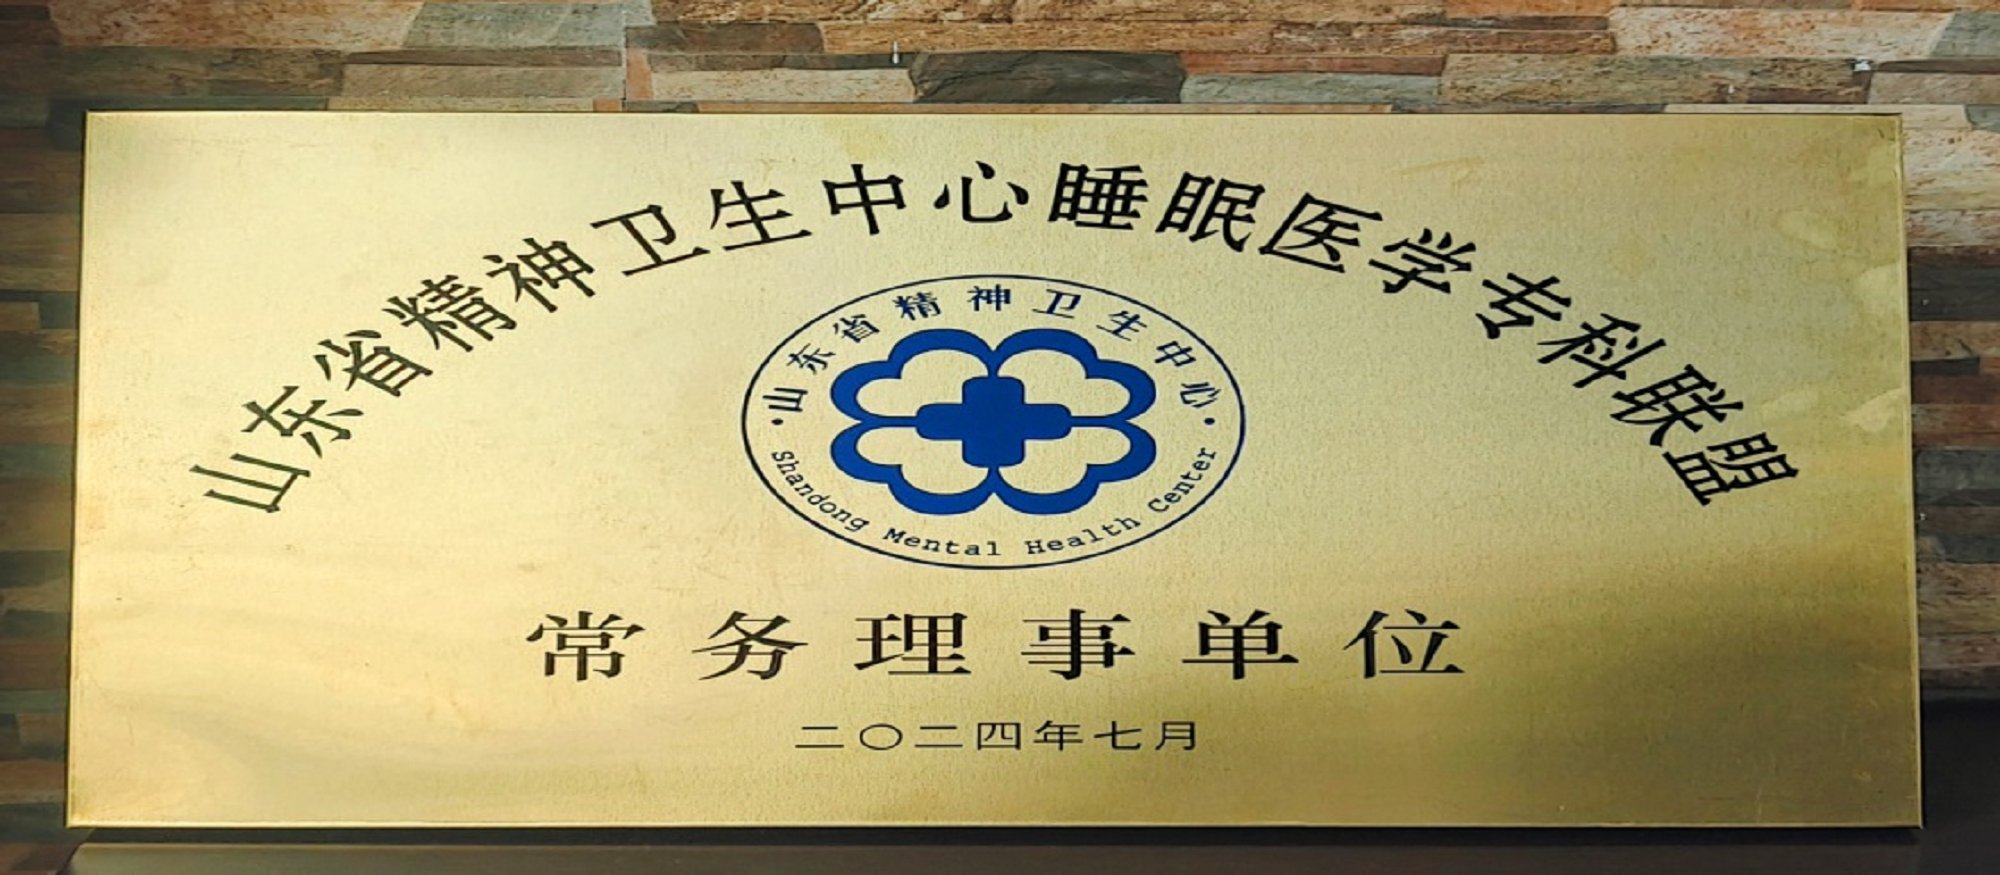 山东省精神卫生中心睡眠医学专科联盟
·山东省精神卫生中心·
Shandong Mental Health Center
常务理事单位
二〇二四年七月